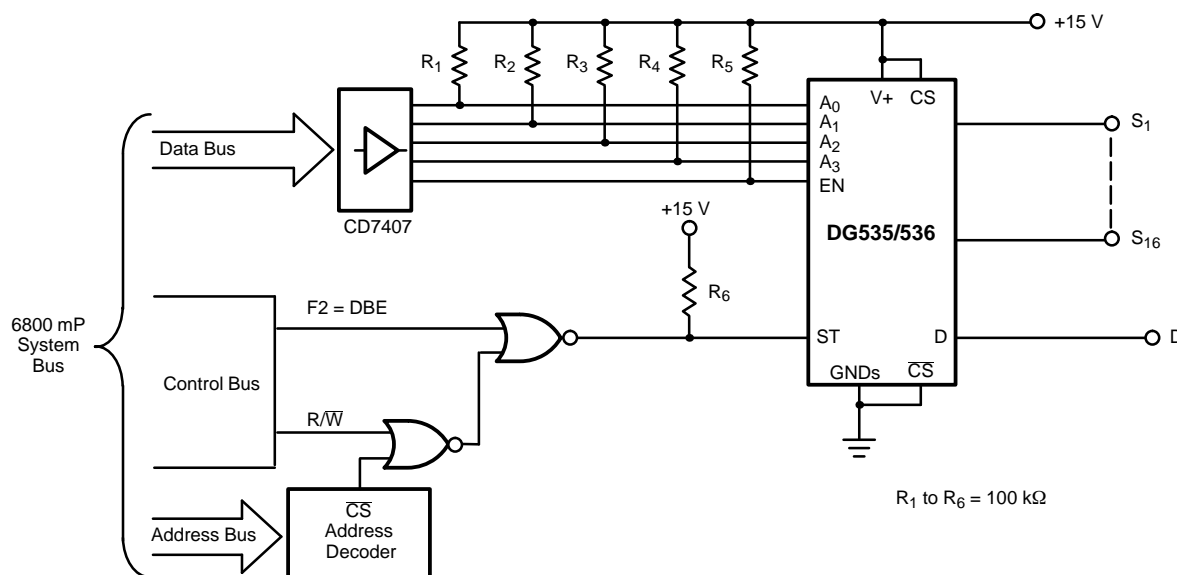 +15 V
R1 R2 R3 R4 R5
V+ CS
A0
A1
A2
A3
EN
S1
Data Bus
CD7407
+15 V
DG535/536
S16
R6
F2 = DBE
6800 mP
System
Bus
ST
D
D
GNDs
C̅S̅
Control Bus
R/W̅
R1 to R6 = 100 kΩ
C̅S̅
Address
Decoder
Address Bus